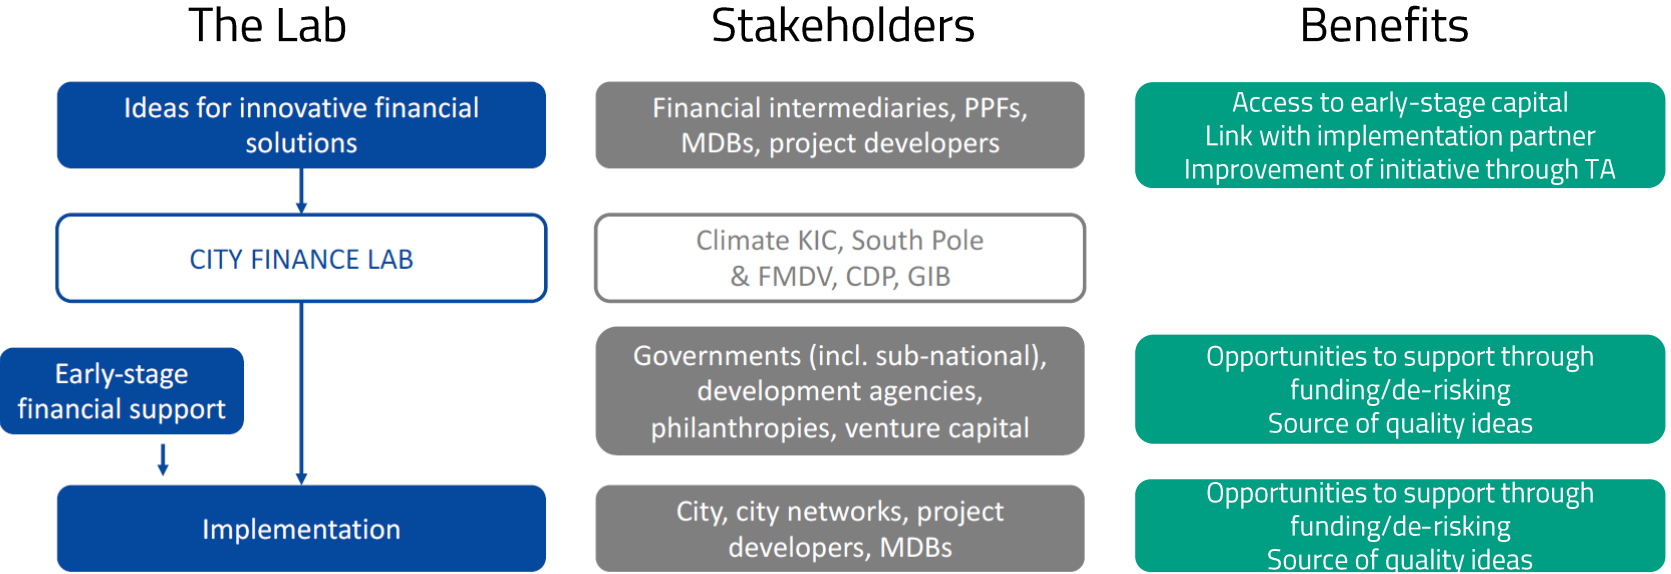 The Lab
Stakeholders
Benefits
Ideas for innovative financial
solutions
Financial intermediaries, PPFs,
MDBs, project developers
Access to early-stage capital
Link with implementation partner
Improvement of initiative through TA
CITY FINANCE LAB
Climate KIC, South Pole
& FMDV, CDP, GIB
Early-stage
financial support
Governments (incl. sub-national),
development agencies,
philanthropies, venture capital
Opportunities to support through
funding/de-risking
Source of quality ideas
Implementation
City, city networks, project
developers, MDBs
Opportunities to support through
funding/de-risking
Source of quality ideas